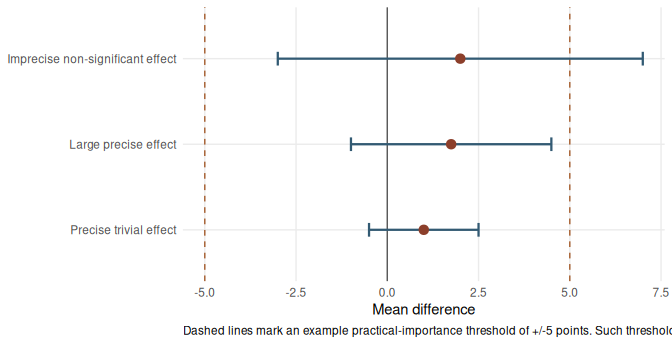 Imprecise non-significant effect
Large precise effect
Precise trivial effect
-5.0 -2.5 0.0 2.5 5.0 7.5
Mean difference
Dashed lines mark an example practical-importance threshold of +/-5 points. Such